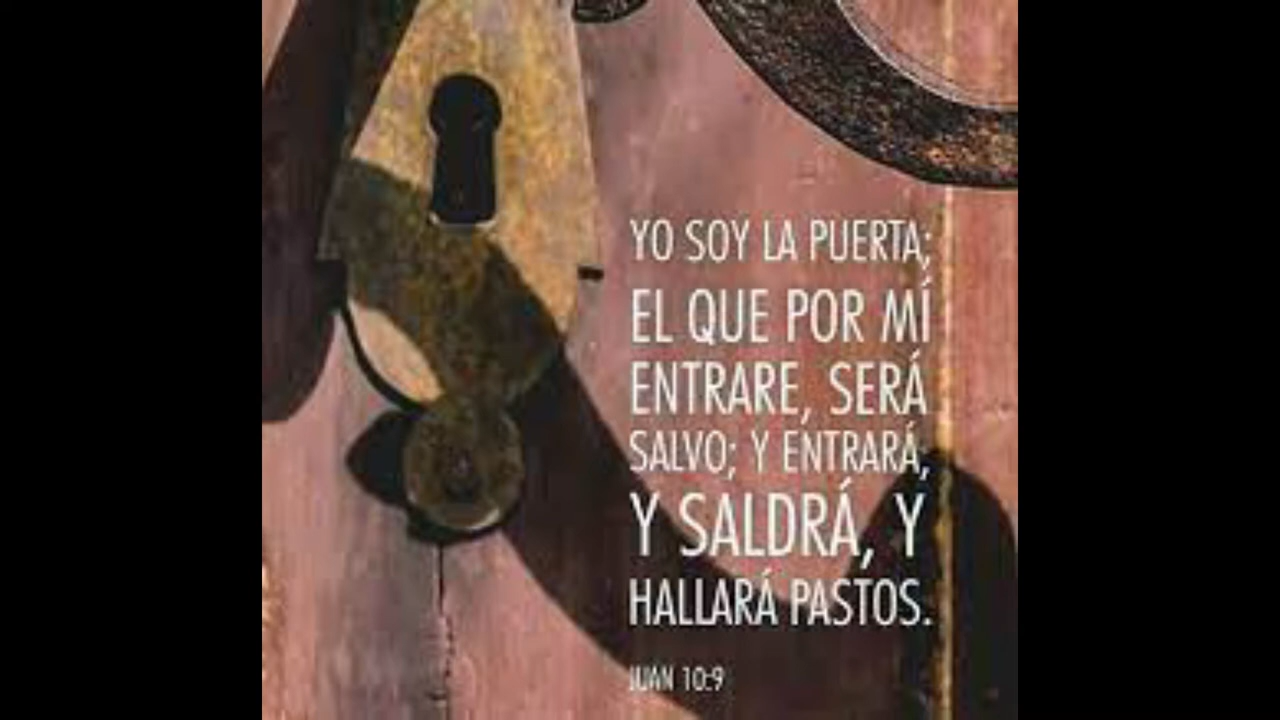 YO SOY LA PUERTA;
EL QUE POR MÍ
ENTRARE, SERÁ
SALVO; Y ENTRARÁ,
Y SALDRÁ, Y
HALLARÁ PASTOS.
JUAN 10:9